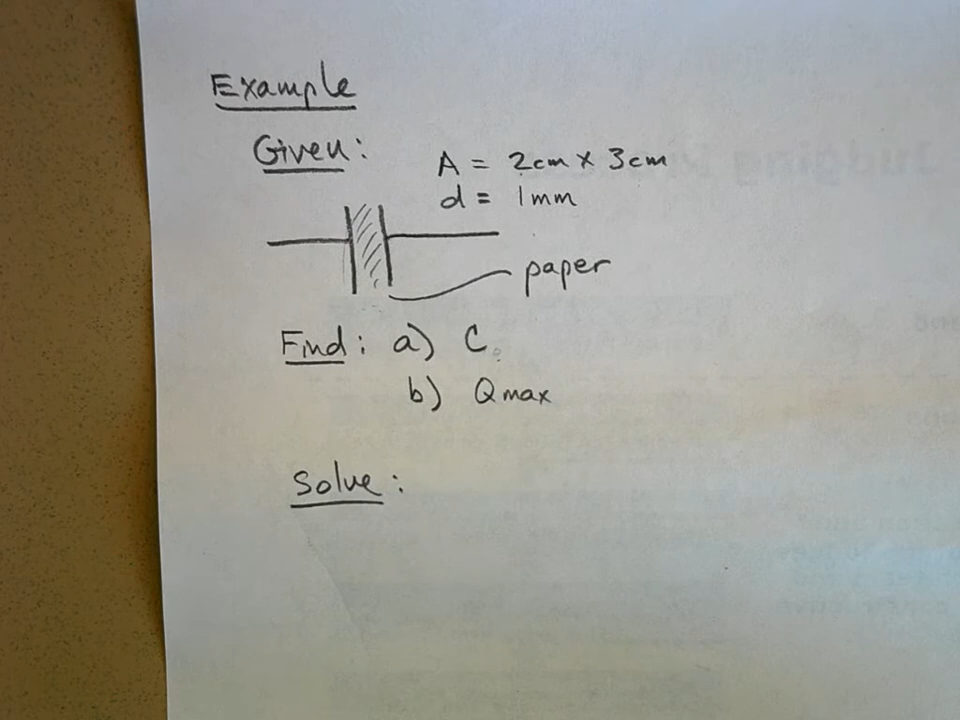 Example
Given:
A = 2cm x 3cm
d = 1mm
paper
Find: a) C
b) Qmax
Solve: